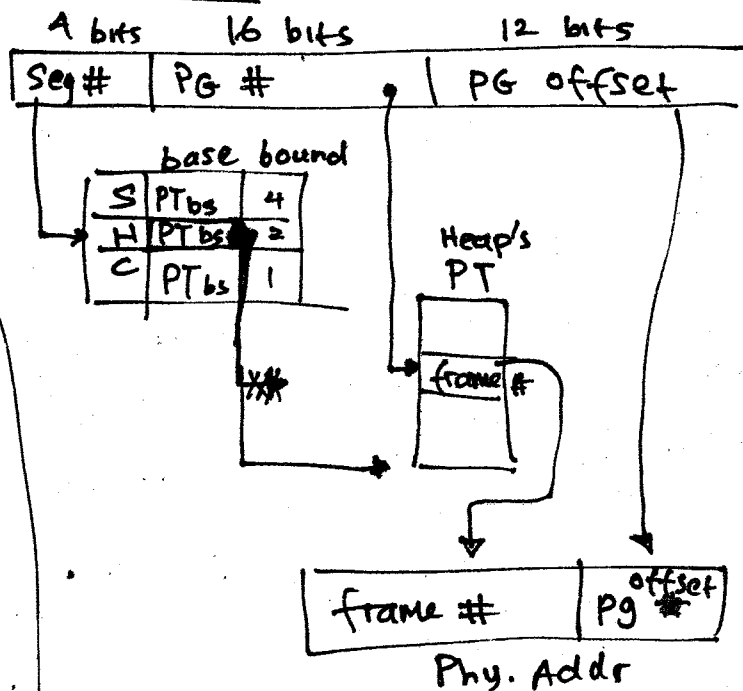 4 bits 16 bits 12 bits
Seg # PG # PG offset
base bound
S PTbs 4
H PTbs 2
C PTbs 1
Heap's
PT
frame #
frame # pg offset
Phy. Addr